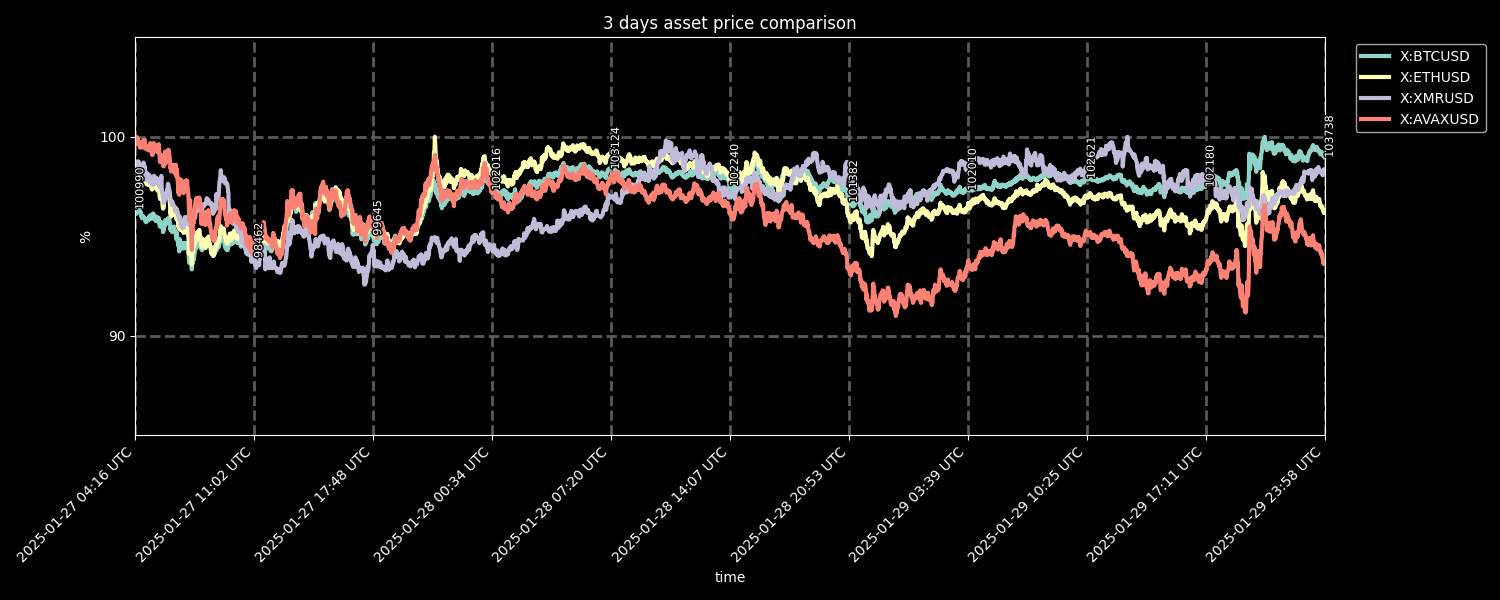 3 days asset price comparison
X:BTCUSD
X:ETHUSD
X:XMRUSD
X:AVAXUSD
100
90
%
98462
99645
102016
103124
102240
101382
102010
102621
102180
103738
2025-01-27 04:16 UTC
2025-01-27 11:02 UTC
2025-01-27 17:48 UTC
2025-01-28 00:34 UTC
2025-01-28 07:20 UTC
2025-01-28 14:07 UTC
2025-01-28 20:53 UTC
2025-01-29 03:39 UTC
2025-01-29 10:25 UTC
2025-01-29 17:11 UTC
2025-01-29 23:58 UTC
time